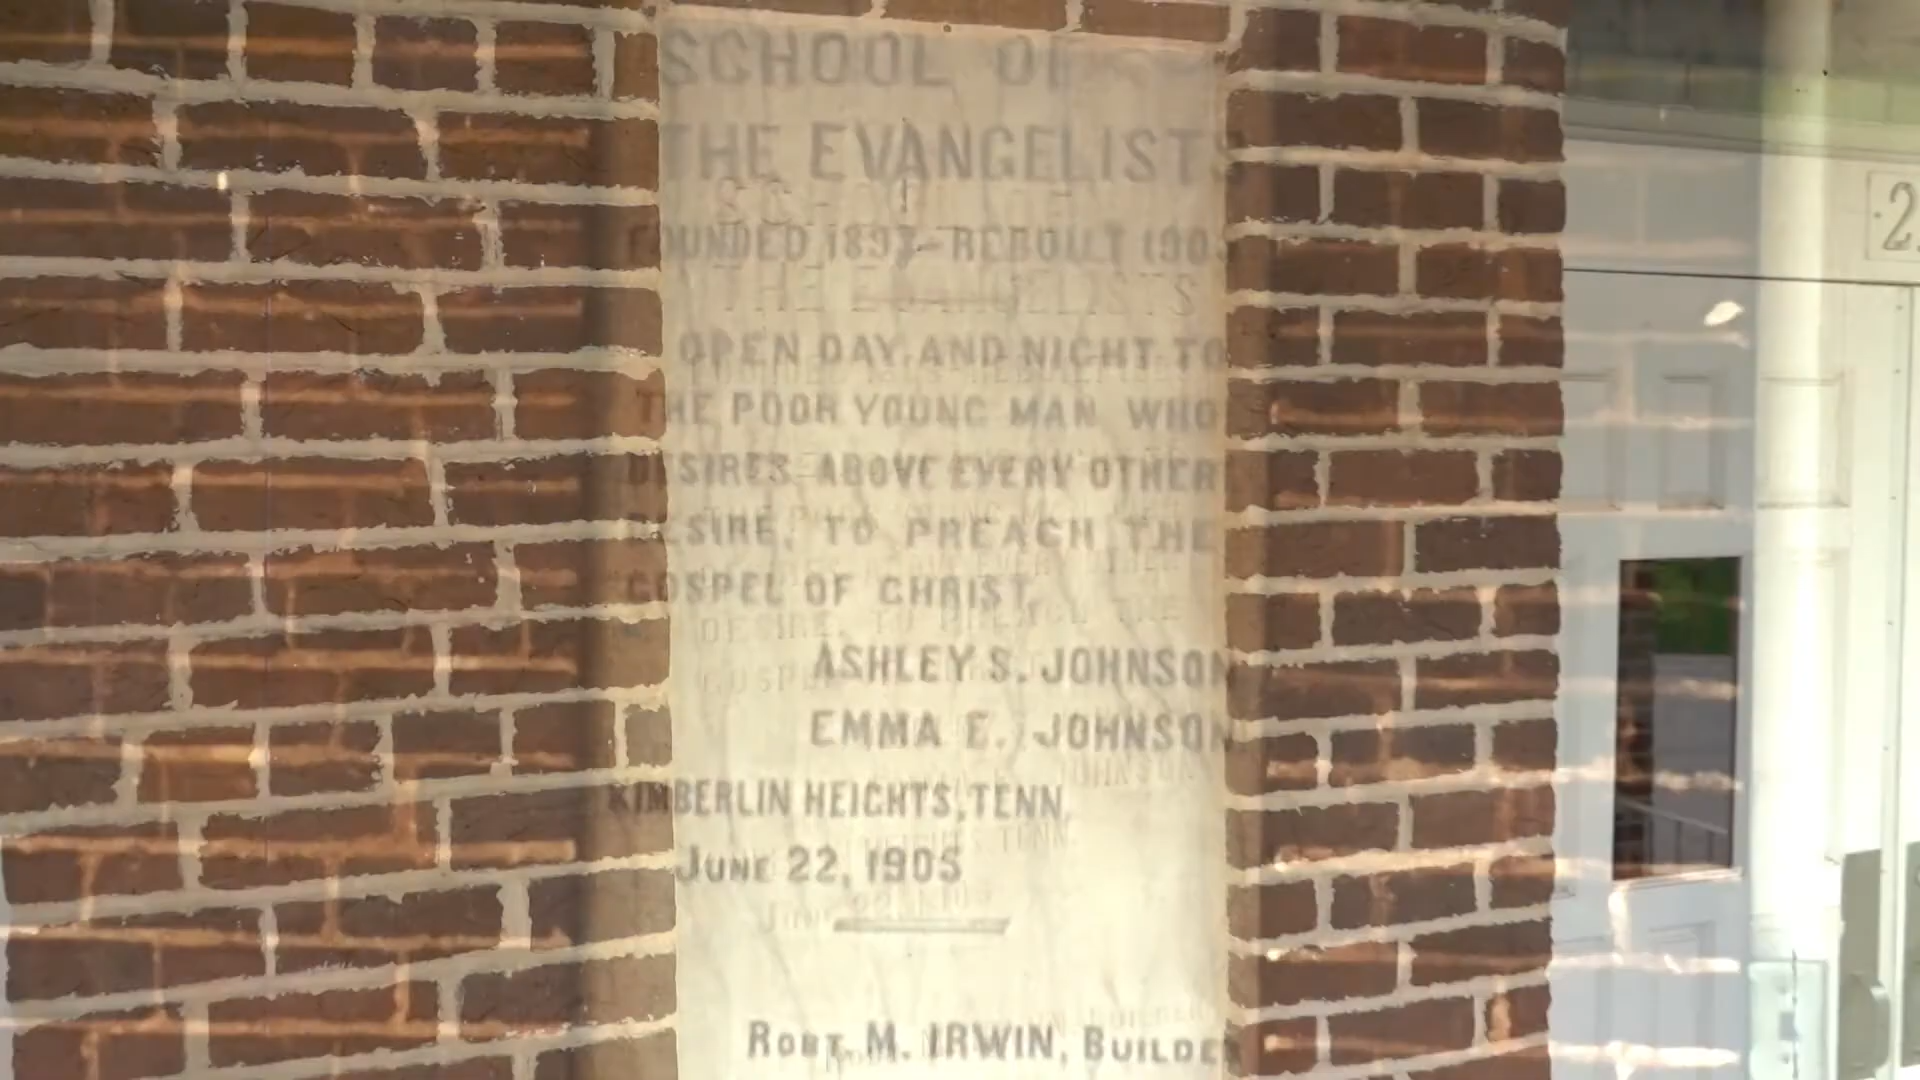 SCHOOL OF
THE EVANGELISTS
FOUNDED 1893-REBUILT 1905
OPEN DAY AND NIGHT TO
THE POOR YOUNG MAN WHO
DESIRES ABOVE EVERY OTHER
DESIRE, TO PREACH THE
GOSPEL OF CHRIST.
ASHLEY S. JOHNSON
EMMA E. JOHNSON
KIMBERLIN HEIGHTS, TENN.
JUNE 22, 1905
ROBT. M. IRWIN, BUILDER
2